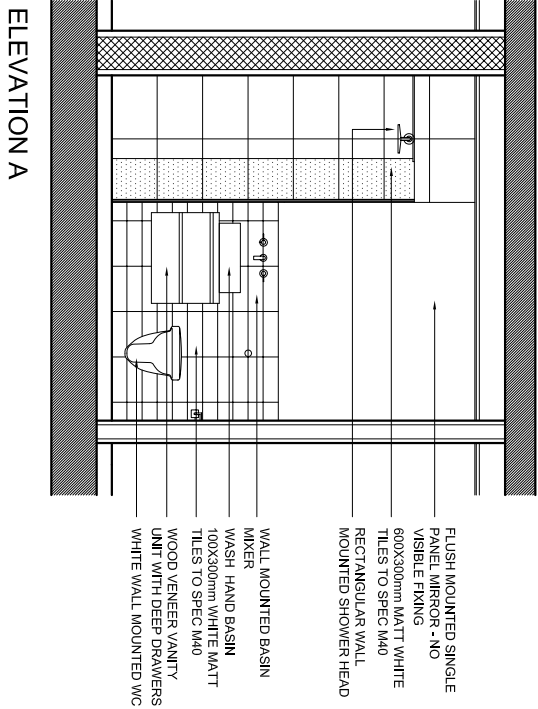 FLUSH MOUNTED SINGLE
PANEL MIRROR - NO
VISIBLE FIXING
600X300mm MATT WHITE
TILES TO SPEC M40
RECTANGULAR WALL
MOUNTED SHOWER HEAD
WALL MOUNTED BASIN
MIXER
WASH HAND BASIN
100X300mm WHITE MATT
TILES TO SPEC M40
WOOD VENEER VANITY
UNIT WITH DEEP DRAWERS
WHITE WALL MOUNTED WC
ELEVATION A